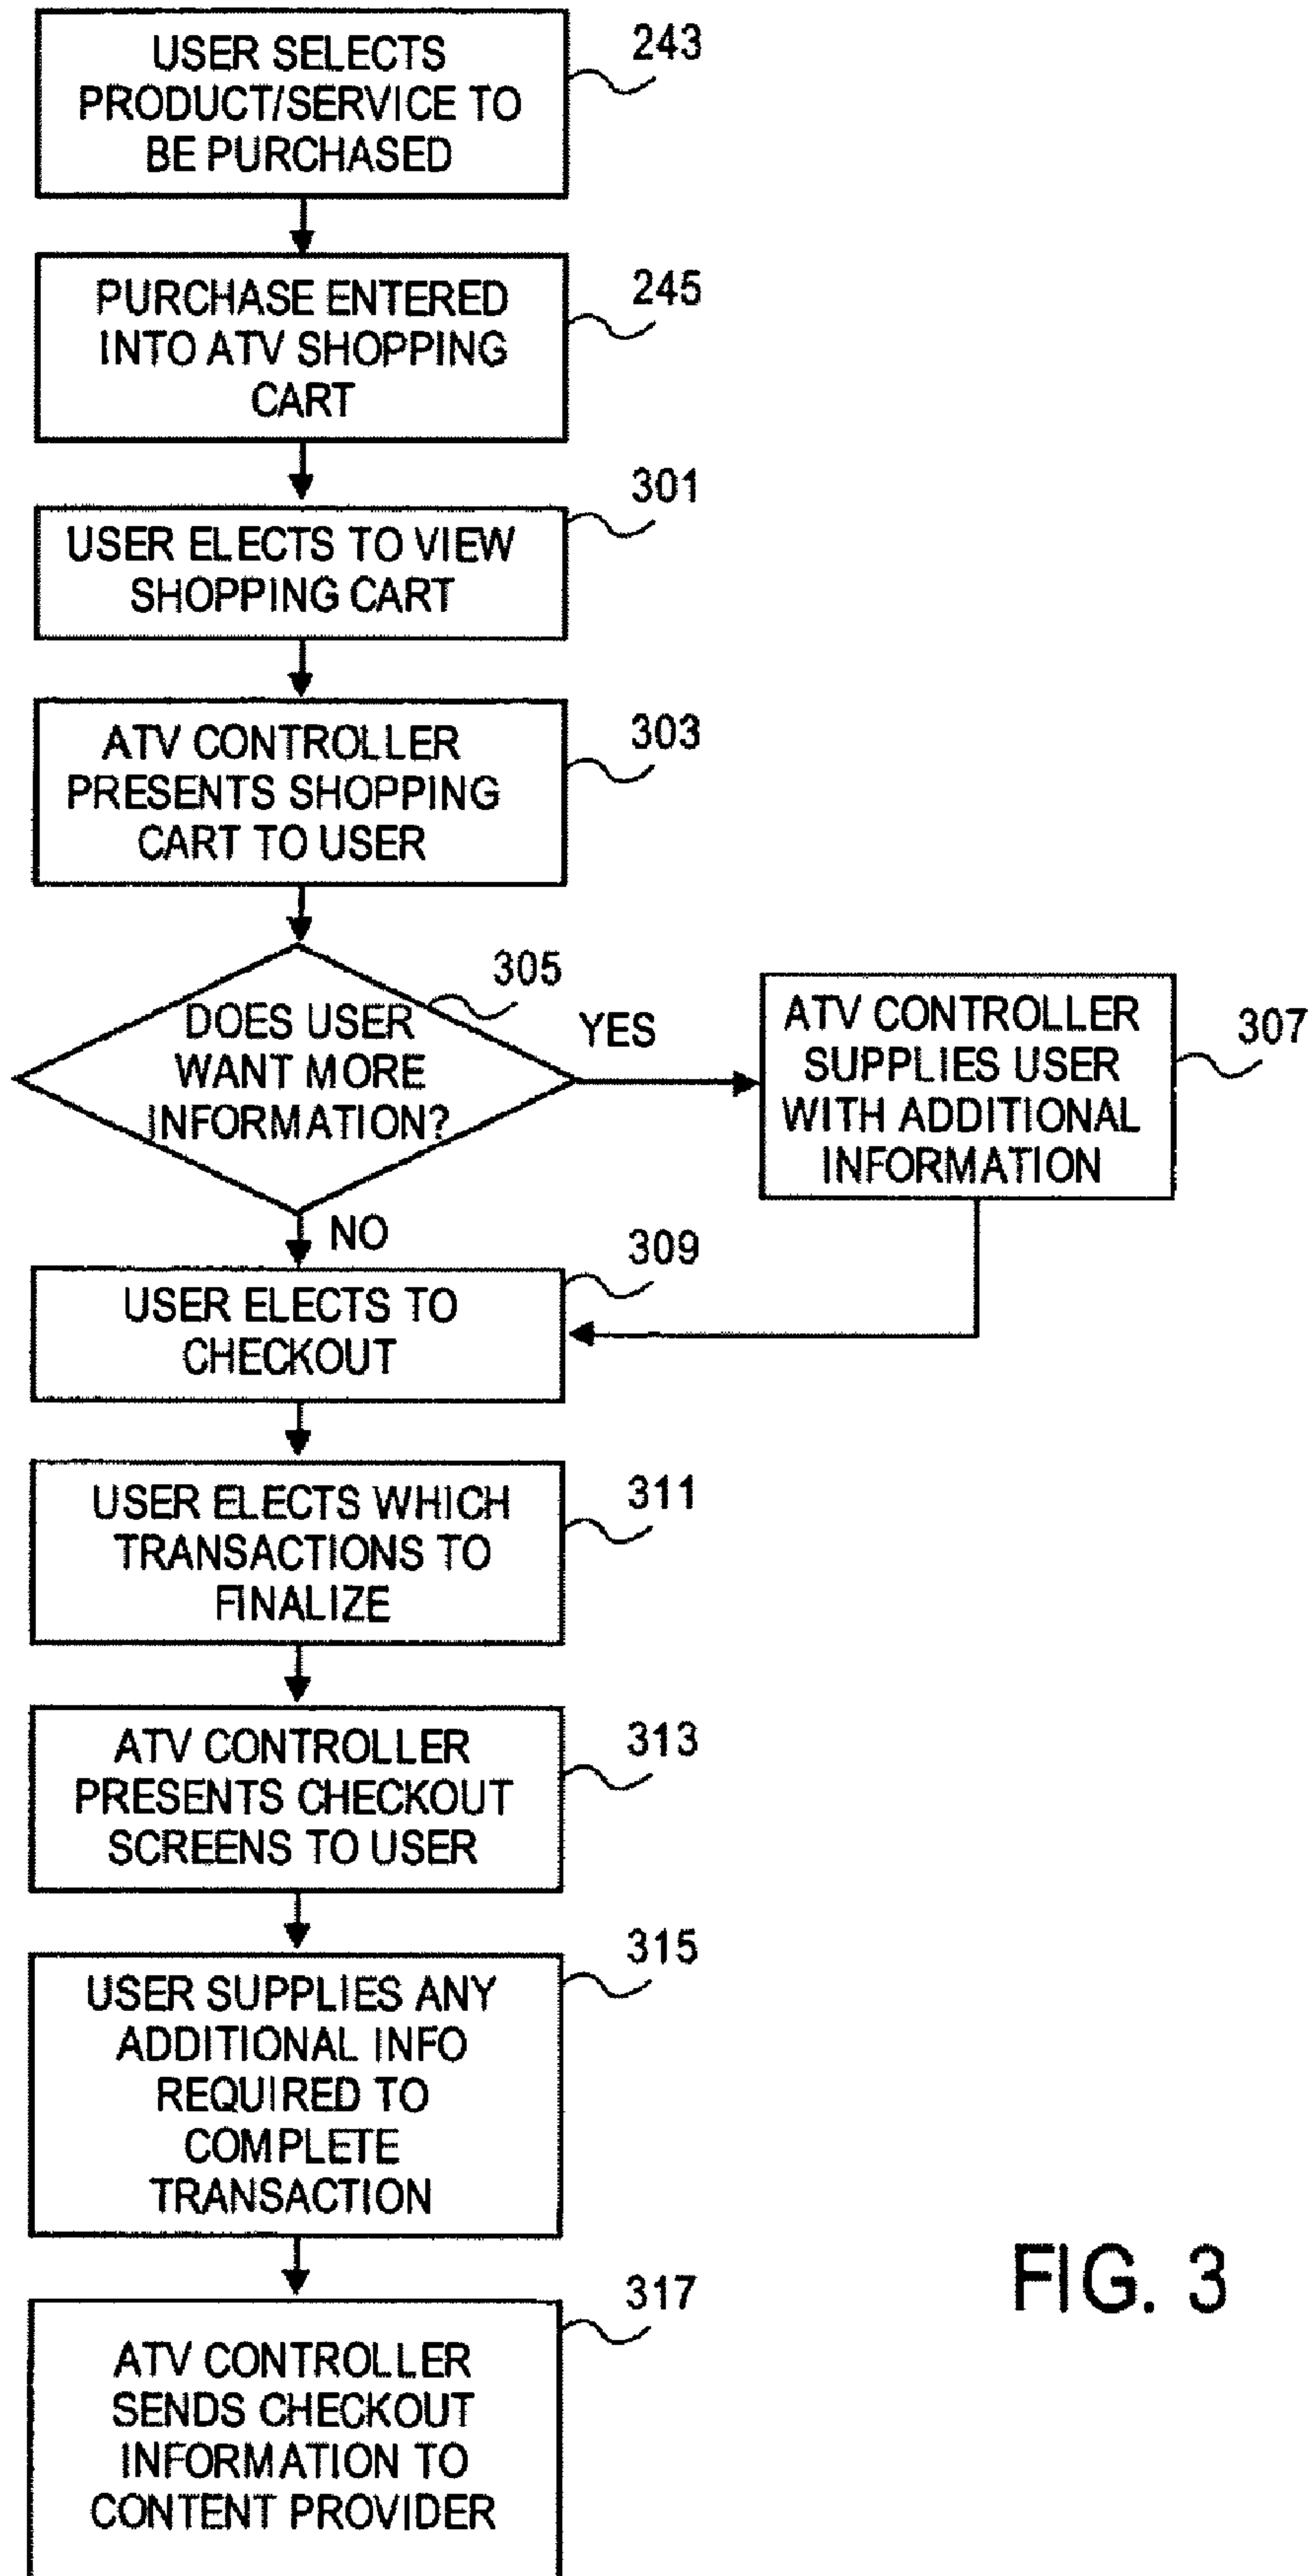 USER SELECTS
PRODUCT/SERVICE TO
BE PURCHASED
243
PURCHASE ENTERED
INTO ATV SHOPPING
CART
245
USER ELECTS TO VIEW
SHOPPING CART
301
ATV CONTROLLER
PRESENTS SHOPPING
CART TO USER
303
DOES USER
WANT MORE
INFORMATION?
305
YES
ATV CONTROLLER
SUPPLIES USER
WITH ADDITIONAL
INFORMATION
307
NO
USER ELECTS TO
CHECKOUT
309
USER ELECTS WHICH
TRANSACTIONS TO
FINALIZE
311
ATV CONTROLLER
PRESENTS CHECKOUT
SCREENS TO USER
313
USER SUPPLIES ANY
ADDITIONAL INFO
REQUIRED TO
COMPLETE
TRANSACTION
315
ATV CONTROLLER
SENDS CHECKOUT
INFORMATION TO
CONTENT PROVIDER
317
FIG. 3